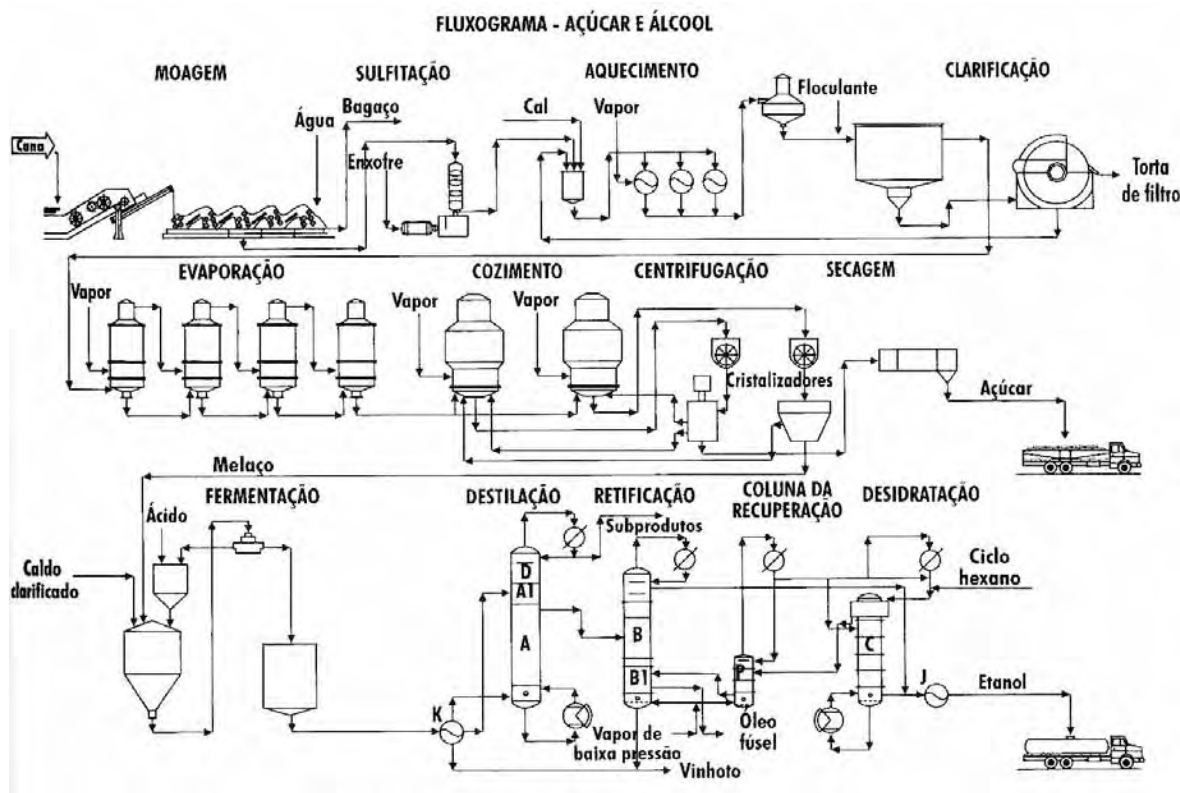 FLUXOGRAMA - AÇÚCAR E ÁLCOOL
MOAGEM
SULFITAÇÃO
AQUECIMENTO
CLARIFICAÇÃO
Cana
Água
Bagaço
Enxofre
Cal
Vapor
Floculante
Torta
de filtro
EVAPORAÇÃO
COZIMENTO
CENTRIFUGAÇÃO
SECAGEM
Vapor
Vapor
Vapor
Cristalizadores
Açúcar
Melaço
FERMENTAÇÃO
DESTILAÇÃO
RETIFICAÇÃO
COLUNA DA
RECUPERAÇÃO
DESIDRATAÇÃO
Ácido
Subprodutos
Caldo
clarificado
Ciclo
hexano
D
A1
A
B
B1
P
C
K
J
Etanol
Vapor de
baixa pressão
Óleo
fúsel
Vinhoto